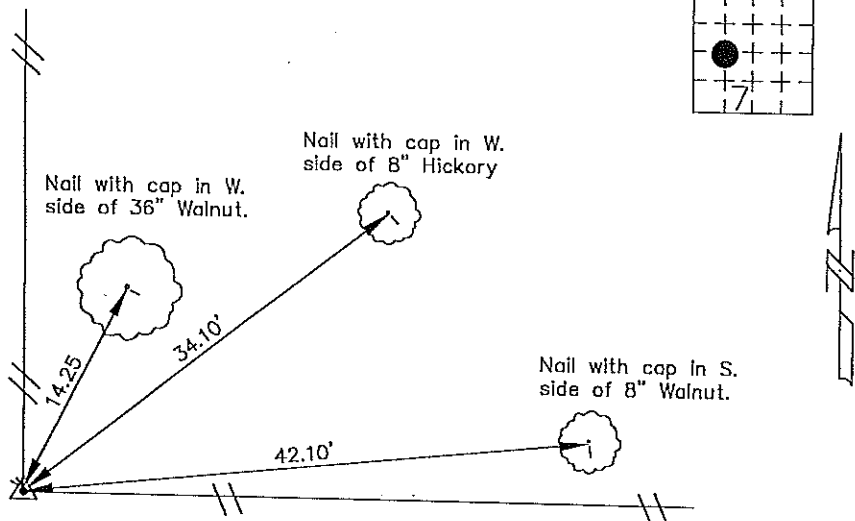 7
Nail with cap in W.
side of 8" Hickory
Nail with cap in W.
side of 36" Walnut.
34.10'
14.25
Nail with cap in S.
side of 8" Walnut.
42.10'
N